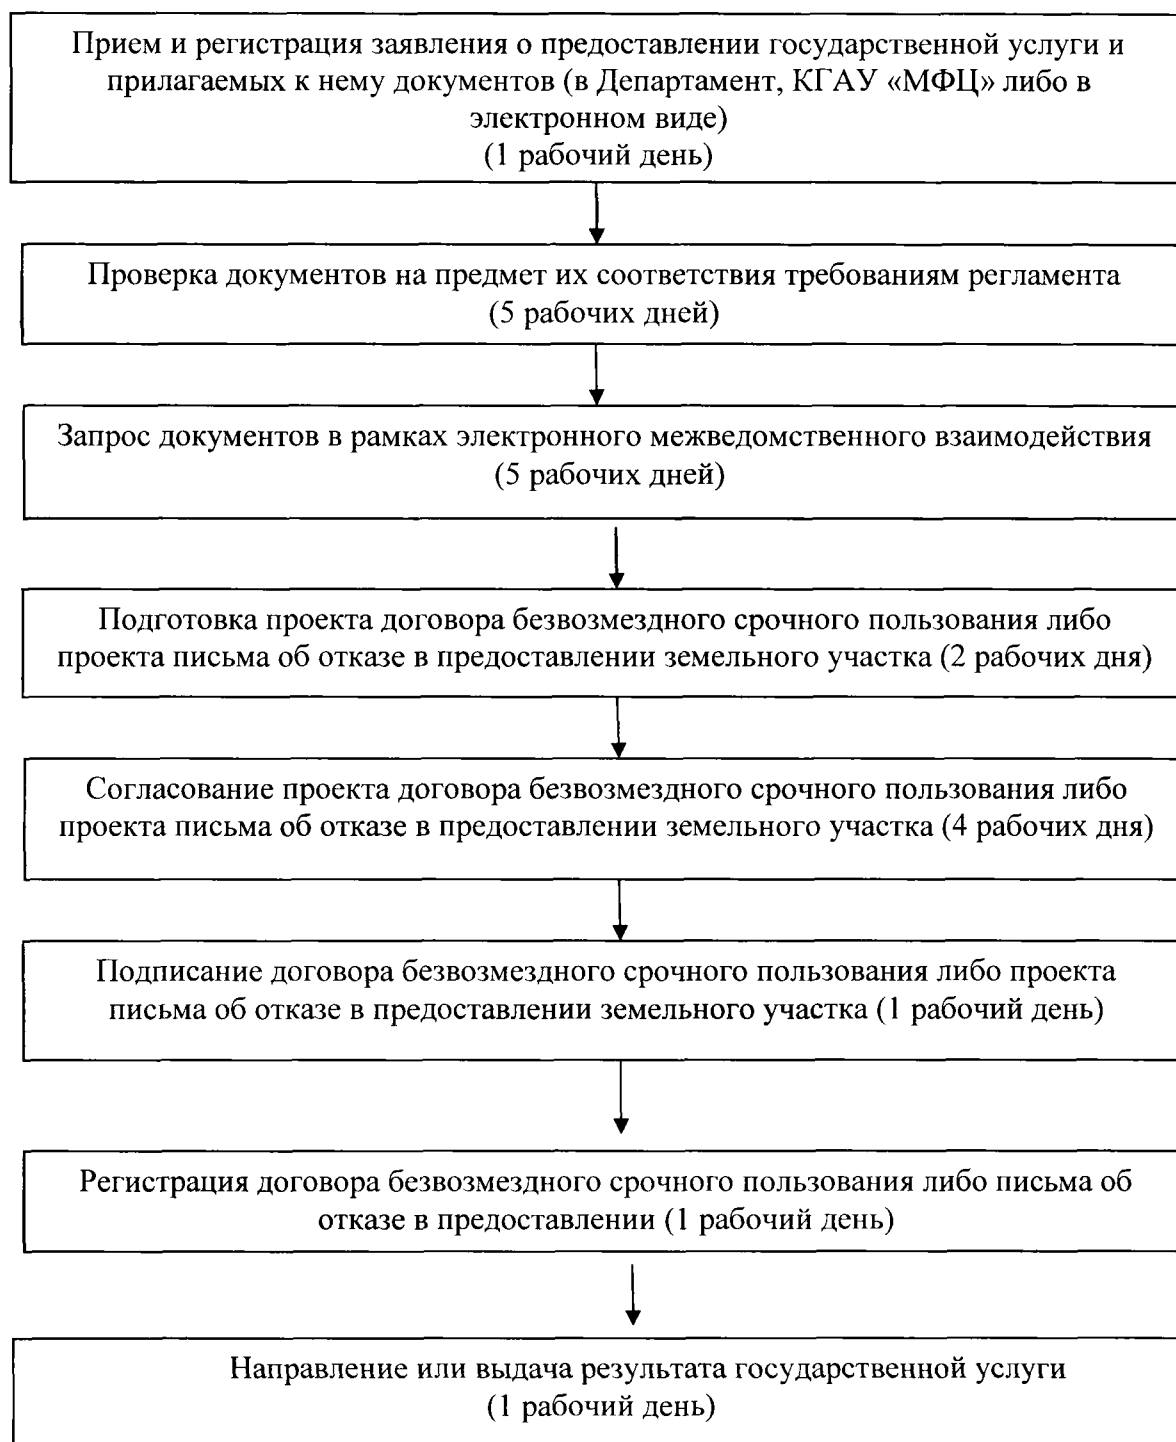 Прием и регистрация заявления о предоставлении государственной услуги и
прилагаемых к нему документов (в Департамент, КГАУ «МФЦ» либо в
электронном виде)
(1 рабочий день)
Проверка документов на предмет их соответствия требованиям регламента
(5 рабочих дней)
Запрос документов в рамках электронного межведомственного взаимодействия
(5 рабочих дней)
Подготовка проекта договора безвозмездного срочного пользования либо
проекта письма об отказе в предоставлении земельного участка (2 рабочих дня)
Согласование проекта договора безвозмездного срочного пользования либо
проекта письма об отказе в предоставлении земельного участка (4 рабочих дня)
Подписание договора безвозмездного срочного пользования либо проекта
письма об отказе в предоставлении земельного участка (1 рабочий день)
Регистрация договора безвозмездного срочного пользования либо письма об
отказе в предоставлении (1 рабочий день)
Направление или выдача результата государственной услуги
(1 рабочий день)